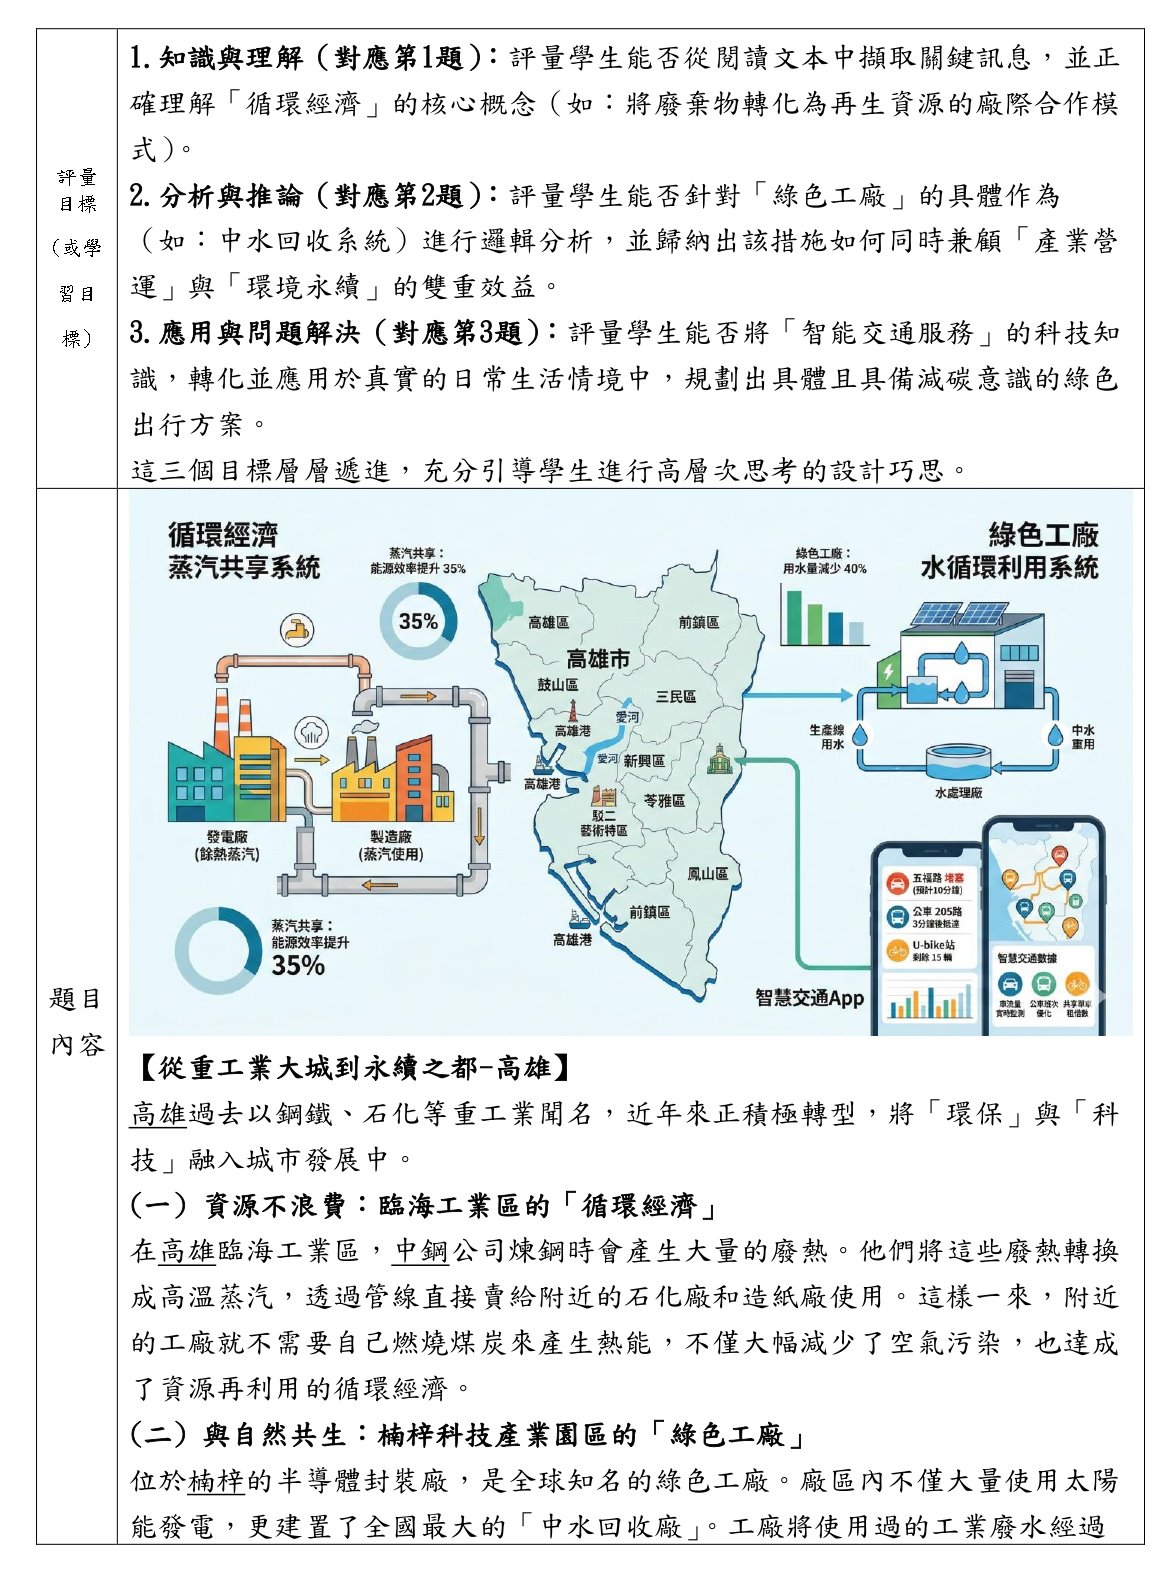 評量
目標
(或學
習目
標)
1.知識與理解(對應第1題):評量學生能否從閱讀文本中擷取關鍵訊息,並正
確理解「循環經濟」的核心概念(如:將廢棄物轉化為再生資源的廠際合作模
式)。
2.分析與推論(對應第2題):評量學生能否針對「綠色工廠」的具體作為
(如:中水回收系統)進行邏輯分析,並歸納出該措施如何同時兼顧「產業營
運」與「環境永續」的雙重效益。
3.應用與問題解決(對應第3題):評量學生能否將「智能交通服務」的科技知
識,轉化並應用於真實的日常生活情境中,規劃出具體且具備減碳意識的綠色
出行方案。
這三個目標層層遞進,充分引導學生進行高層次思考的設計巧思。
題目
內容
循環經濟
蒸汽共享系統
蒸汽共享:
能源效率提升 35%
35%
發電廠
(餘熱蒸汽)
製造廠
(蒸汽使用)
蒸汽共享:
能源效率提升
35%
高雄區
前鎮區
高雄市
鼓山區
三民區
高雄港
愛河
愛河
新興區
高雄港
苓雅區
駁二
藝術特區
鳳山區
前鎮區
高雄港
綠色工廠:
用水量減少 40%
綠色工廠
水循環利用系統
生產線
用水
中水
重用
水處理廠
智慧交通App
五福路 堵塞
(預計10分鐘)
公車 205路
3分鐘後抵達
U-bike站
剩餘 15 輛
智慧交通數據
車流量
實時監測
公車班次
優化
共享單車
租借數
【從重工業大城到永續之都-高雄】
高雄過去以鋼鐵、石化等重工業聞名,近年來正積極轉型,將「環保」與「科
技」融入城市發展中。
(一) 資源不浪費:臨海工業區的「循環經濟」
在高雄臨海工業區,中鋼公司煉鋼時會產生大量的廢熱。他們將這些廢熱轉換
成高溫蒸汽,透過管線直接賣給附近的石化廠和造紙廠使用。這樣一來,附近
的工廠就不需要自己燃燒煤炭來產生熱能,不僅大幅減少了空氣污染,也達成
了資源再利用的循環經濟。
(二) 與自然共生:楠梓科技產業園區的「綠色工廠」
位於楠梓的半導體封裝廠,是全球知名的綠色工廠。廠區內不僅大量使用太陽
能發電,更建置了全國最大的「中水回收廠」。工廠將使用過的工業廢水經過